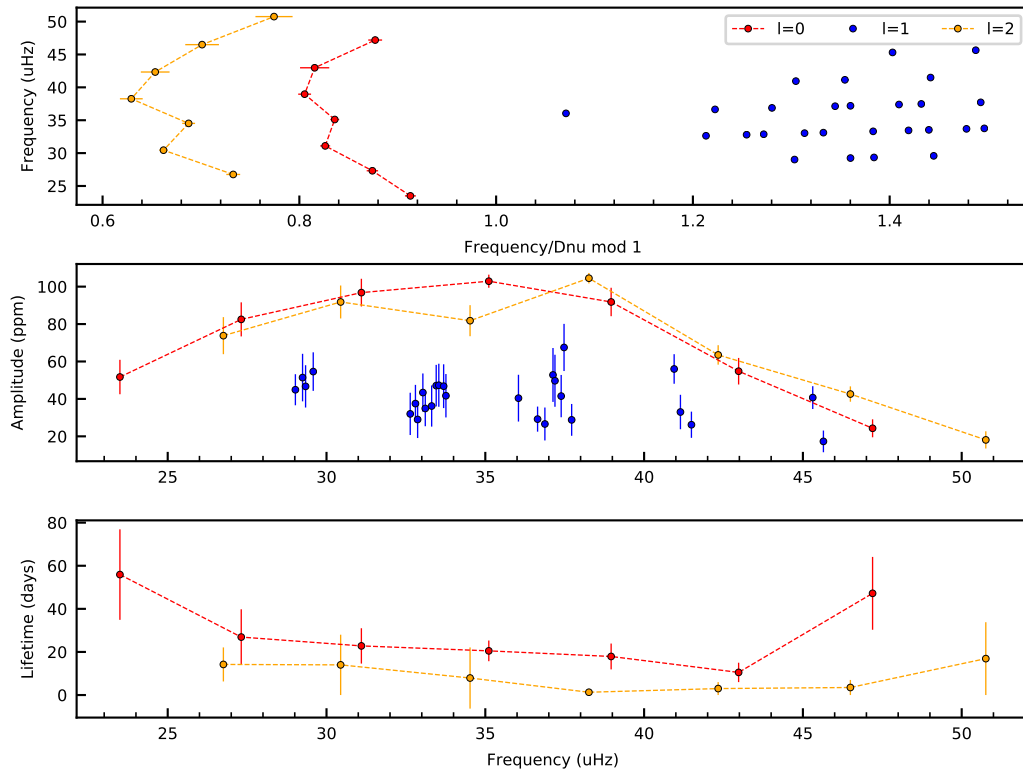 50
45
40
35
30
25
Frequency (uHz)
l=0 l=1 l=2
0.6 0.8 1.0 1.2 1.4
Frequency/Dnu mod 1
100
80
60
40
20
Amplitude (ppm)
25 30 35 40 45 50
80
60
40
20
0
Lifetime (days)
25 30 35 40 45 50
Frequency (uHz)